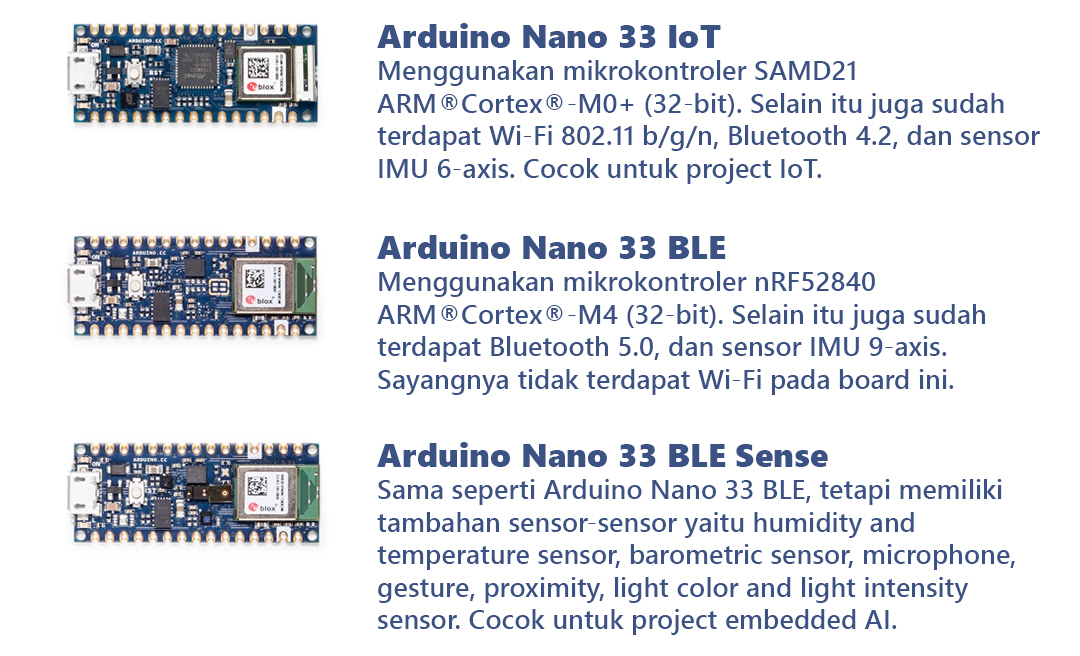 Arduino Nano 33 IoT
Menggunakan mikrokontroler SAMD21
ARM®Cortex®-M0+ (32-bit). Selain itu juga sudah
terdapat Wi-Fi 802.11 b/g/n, Bluetooth 4.2, dan sensor
IMU 6-axis. Cocok untuk project IoT.
ARDUINO.CC
ublox
Arduino Nano 33 BLE
Menggunakan mikrokontroler nRF52840
ARM®Cortex®-M4 (32-bit). Selain itu juga sudah
terdapat Bluetooth 5.0, dan sensor IMU 9-axis.
Sayangnya tidak terdapat Wi-Fi pada board ini.
ARDUINO.CC
ublox
Arduino Nano 33 BLE Sense
Sama seperti Arduino Nano 33 BLE, tetapi memiliki
tambahan sensor-sensor yaitu humidity and
temperature sensor, barometric sensor, microphone,
gesture, proximity, light color and light intensity
sensor. Cocok untuk project embedded AI.
ARDUINO.CC
ublox